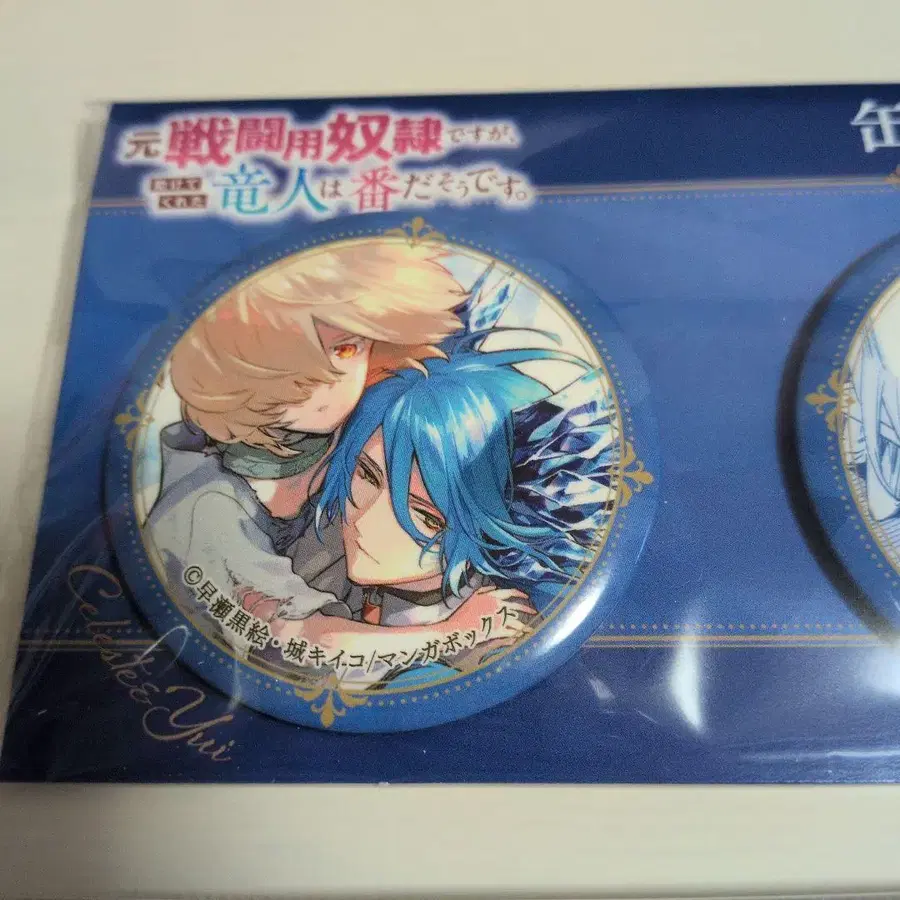 元戦闘用奴隷ですが、
助けてくれた竜人は番だそうです。
缶
©早瀬黒絵・城キイコ/マンガボックス
Celeste&Yui